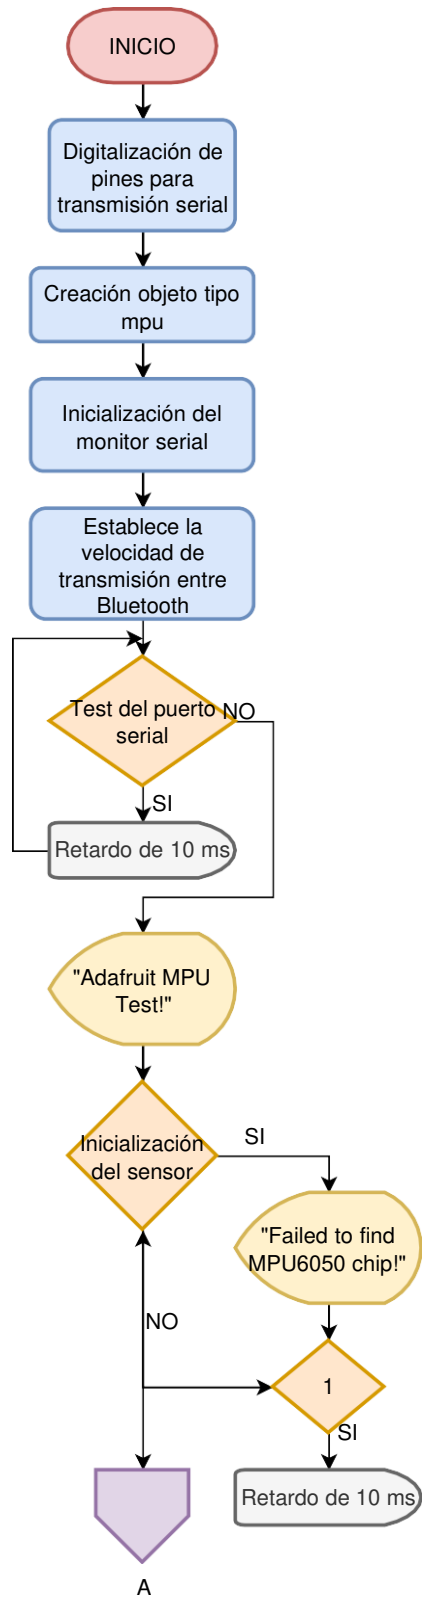 INICIO
Digitalización de
pines para
transmisión serial
Creación objeto tipo
mpu
Inicialización del
monitor serial
Establece la
velocidad de
transmisión entre
Bluetooth
Test del puerto
serial
NO
SI
Retardo de 10 ms
"Adafruit MPU
Test!"
Inicialización
del sensor
SI
"Failed to find
MPU6050 chip!"
NO
1
SI
Retardo de 10 ms
A